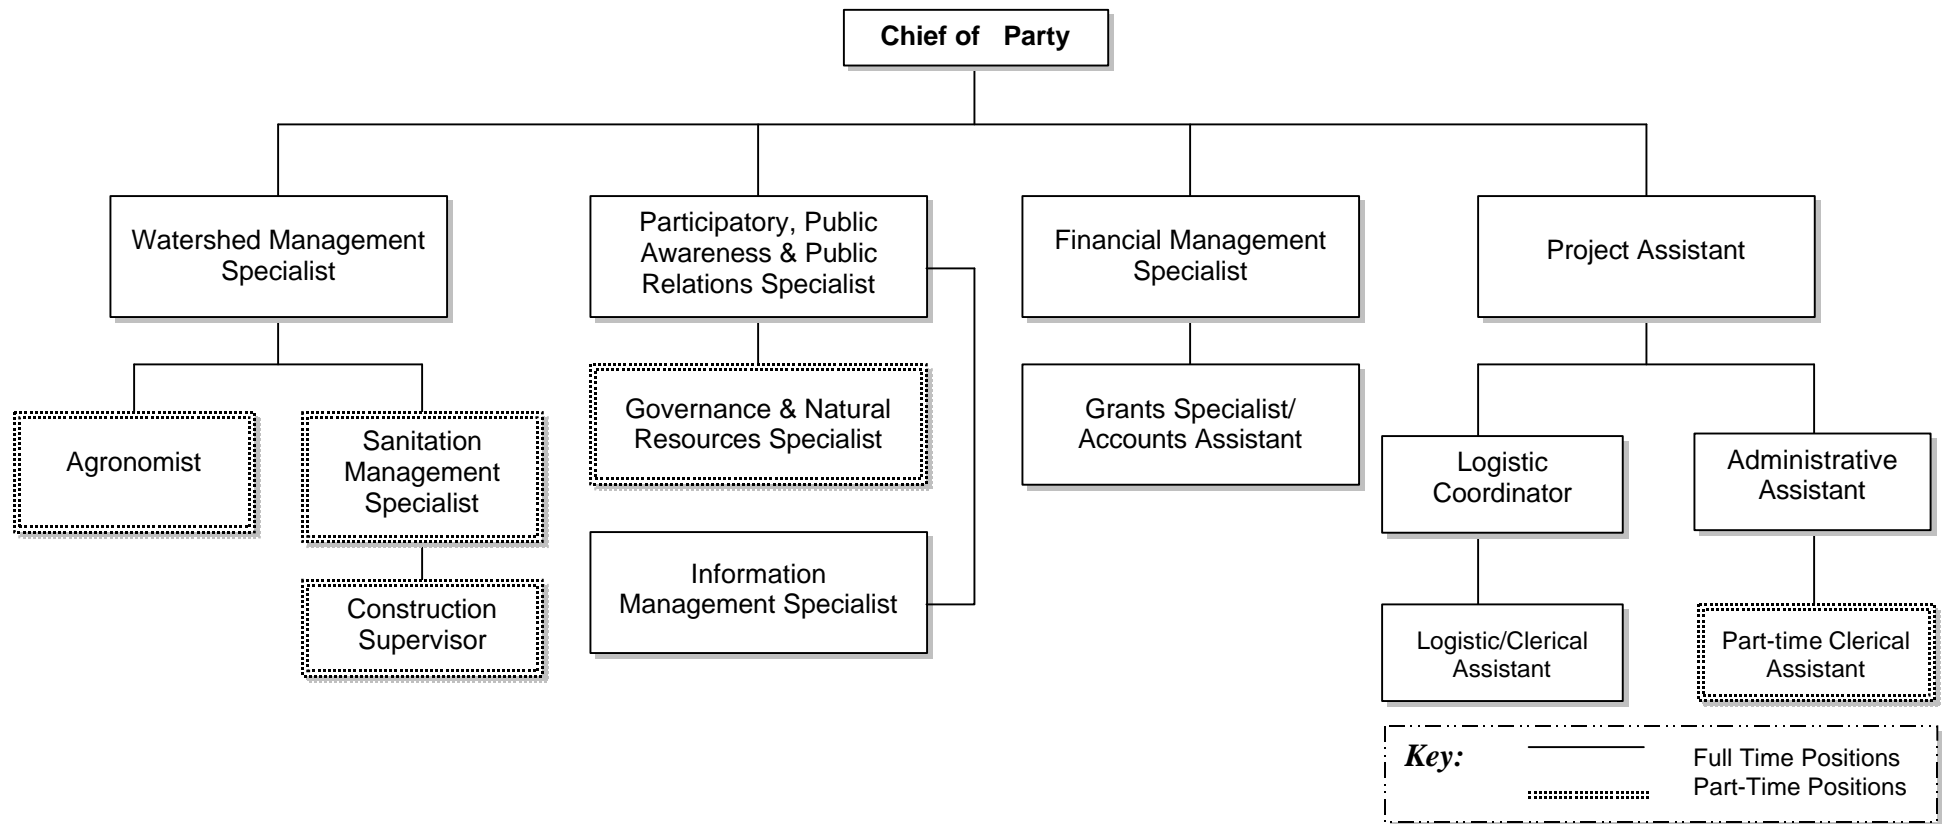 Chief of Party
Watershed Management
Specialist
Participatory, Public
Awareness & Public
Relations Specialist
Financial Management
Specialist
Project Assistant
Agronomist
Sanitation
Management
Specialist
Governance & Natural
Resources Specialist
Grants Specialist/
Accounts Assistant
Logistic
Coordinator
Administrative
Assistant
Construction
Supervisor
Information
Management Specialist
Logistic/Clerical
Assistant
Part-time Clerical
Assistant
Key:
Full Time Positions
Part-Time Positions